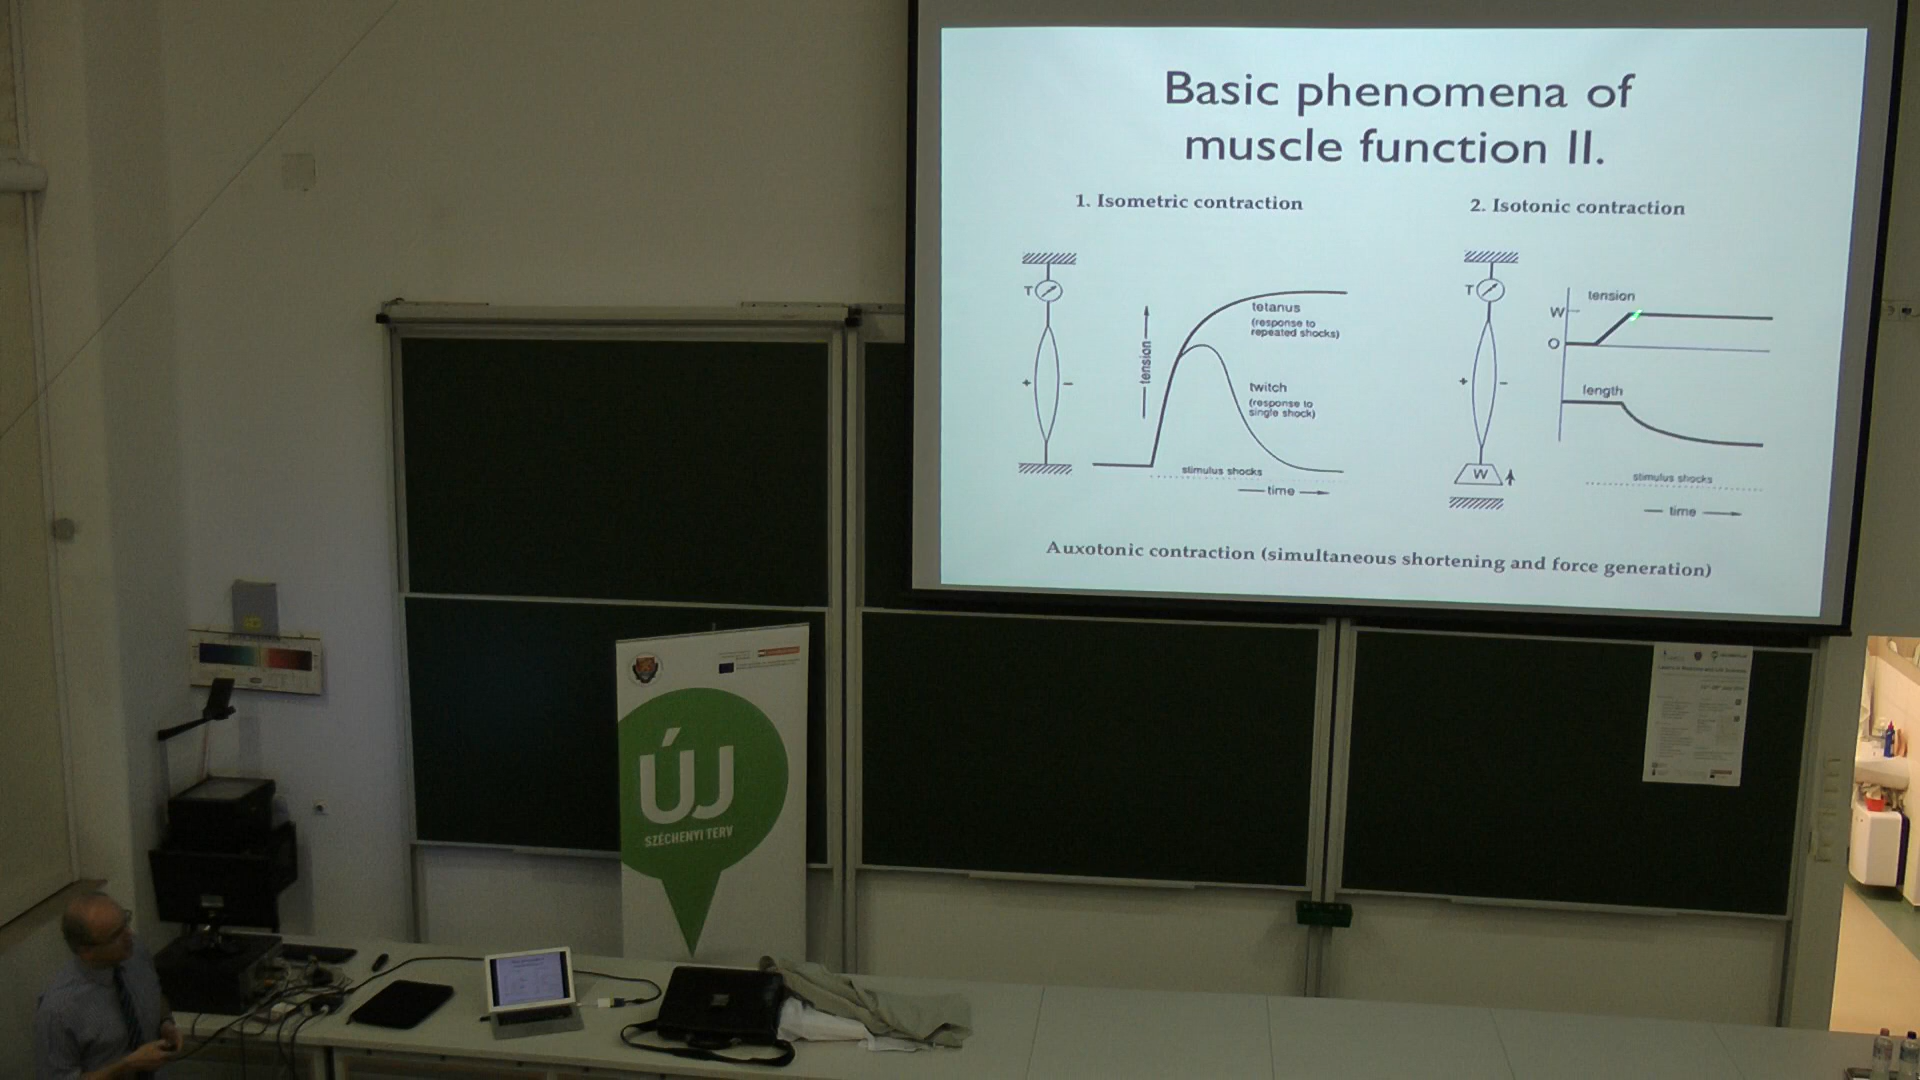 Basic phenomena of
muscle function II.
1. Isometric contraction
2. Isotonic contraction
T
+
−
tension
tetanus
(response to
repeated shocks)
twitch
(response to
single shock)
stimulus shocks
time
T
+
−
W
W
O
tension
length
stimulus shocks
time
Auxotonic contraction (simultaneous shortening and force generation)
ÚJ
SZÉCHENYI TERV